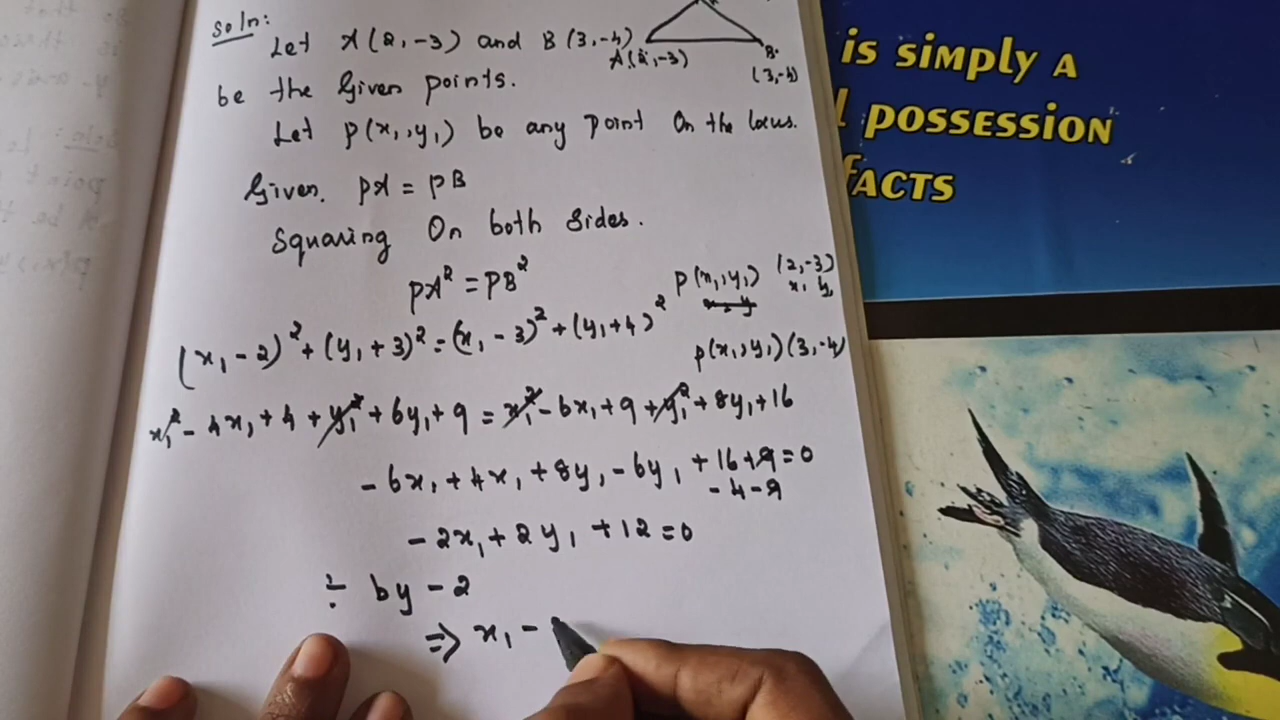 Soln:
Let A(2,-3) and B(3,-4)
A(2,-3)
B
(3,-4)
be the Given points.
Let P(x₁,y₁) be any point On the locus.
Given. PA = PB
Squaring On both Sides.
PA² = PB²
P(x₁,y₁) (2,-3)
x, y x, y,
(x₁-2)²+(y₁+3)²=(x₁-3)²+(y₁+4)²
P(x₁,y₁)(3,-4)
x₁²-4x₁+4+y₁²+6y₁+9=x₁²-6x₁+9+y₁²+8y₁+16
-6x₁+4x₁+8y₁-6y₁+16+9=0
-4-9
-2x₁+2y₁+12=0
÷ by -2
⇒ x₁-
is simply A
POSSESSION
FACTS